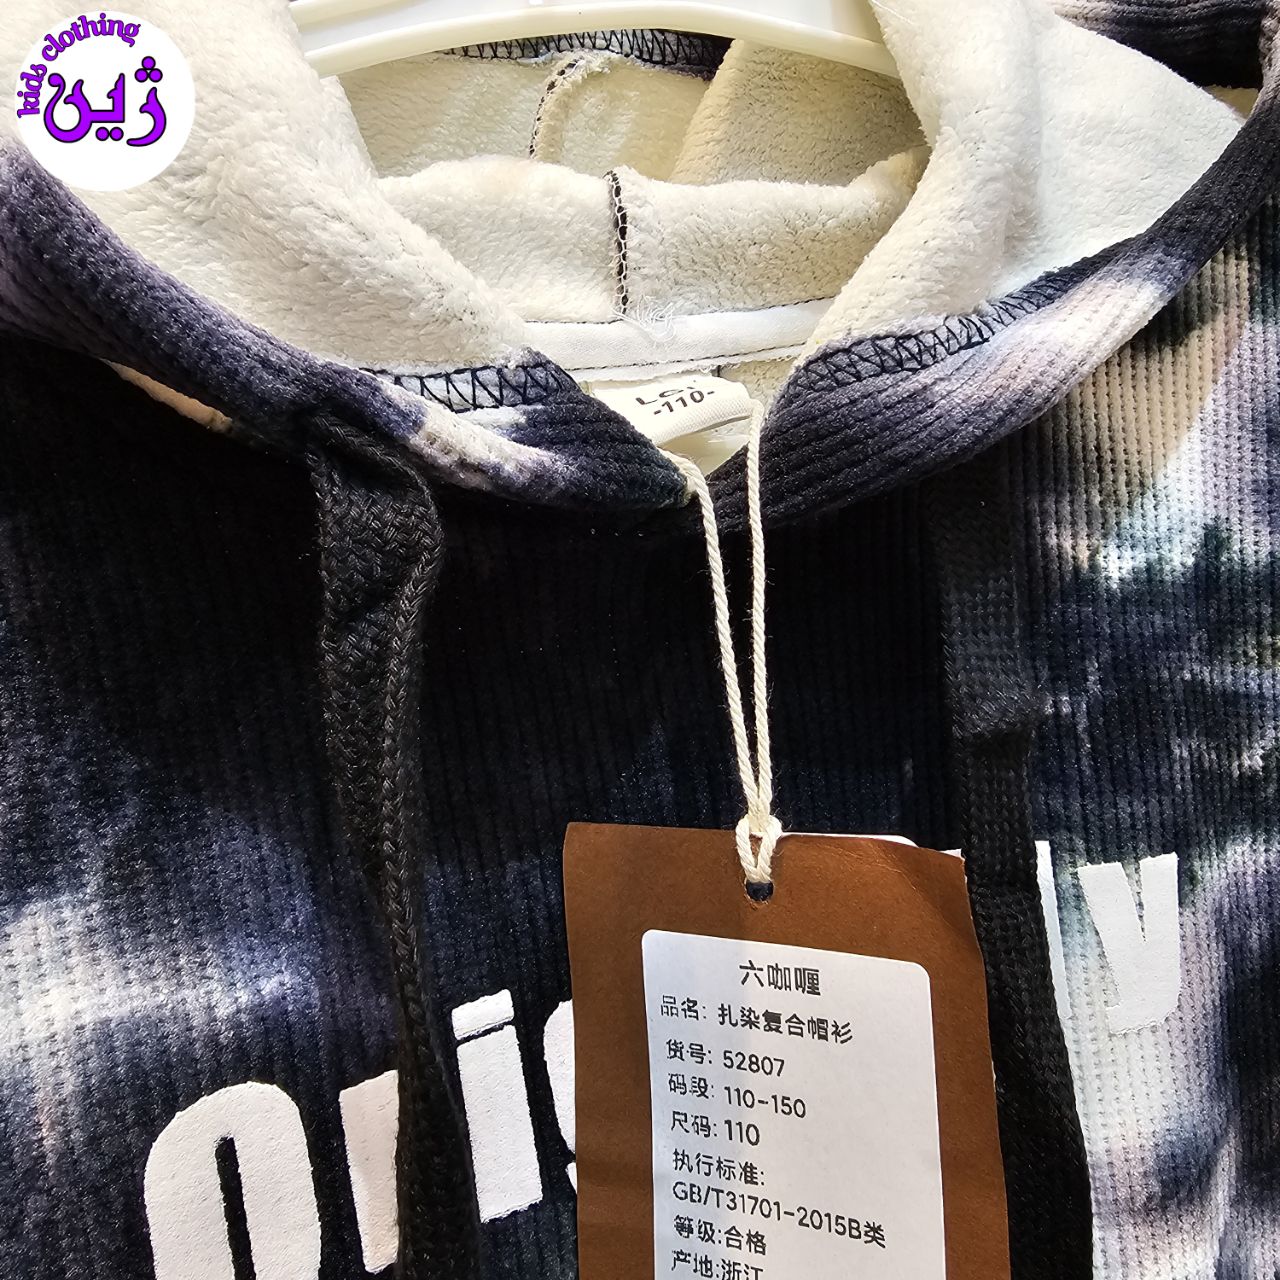 kids clothing
ژين
-110-
六咖喱
品名: 扎染复合帽衫
货号: 52807
码段: 110-150
尺码: 110
执行标准:
GB/T31701-2015B类
等级:合格
产地:浙江